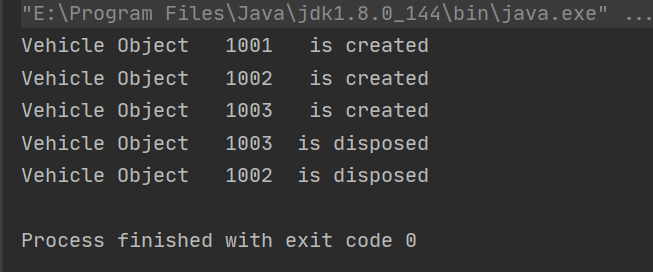 "E:\Program Files\Java\jdk1.8.0_144\bin\java.exe" ...
Vehicle Object   1001   is created
Vehicle Object   1002   is created
Vehicle Object   1003   is created
Vehicle Object   1003  is disposed
Vehicle Object   1002  is disposed
Process finished with exit code 0